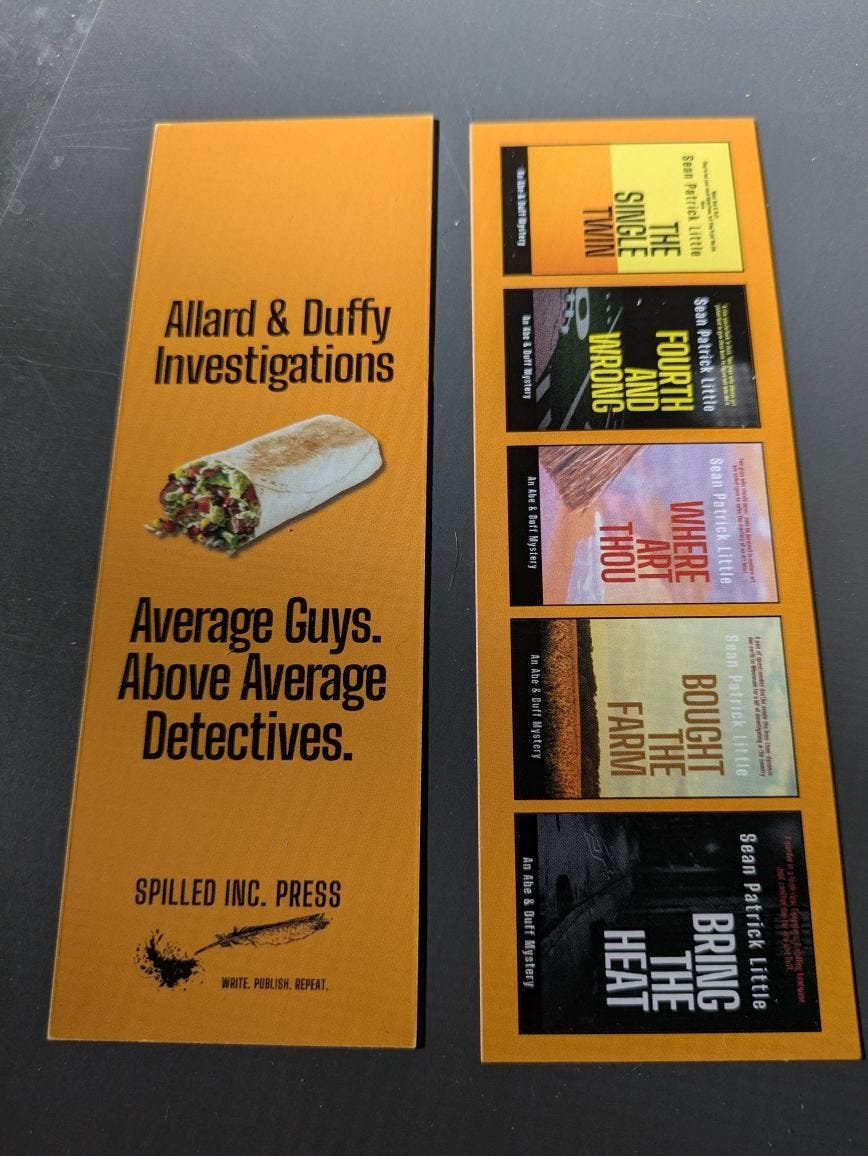 Allard & Duffy
Investigations
Average Guys.
Above Average
Detectives.
SPILLED INC. PRESS
WRITE. PUBLISH. REPEAT.
Sean Patrick Little
THE
SINGLE
TWIN
An Abe & Duff Mystery
Sean Patrick Little
FOURTH
AND
WRONG
An Abe & Duff Mystery
Sean Patrick Little
WHERE
ART
THOU
An Abe & Duff Mystery
Sean Patrick Little
BOUGHT
THE
FARM
An Abe & Duff Mystery
Sean Patrick Little
BRING
THE
HEAT
An Abe & Duff Mystery